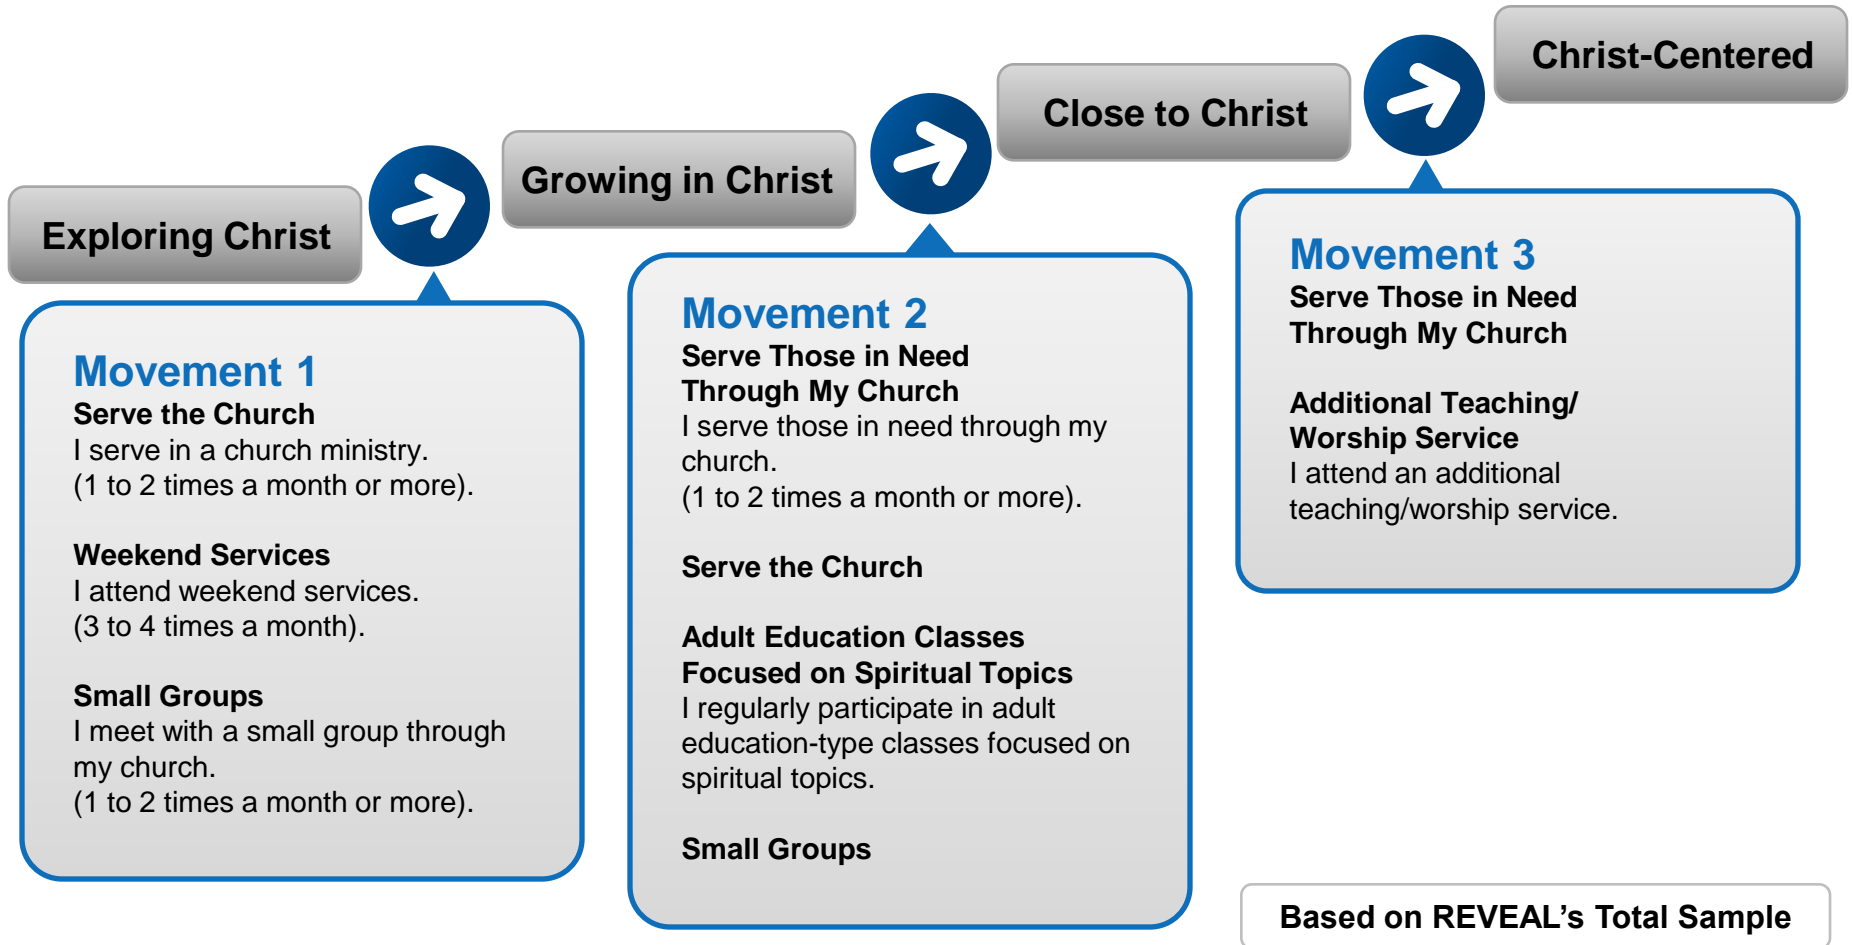 Exploring Christ
Growing in Christ
Close to Christ
Christ-Centered
Movement 1
Serve the Church
I serve in a church ministry.
(1 to 2 times a month or more).
Weekend Services
I attend weekend services.
(3 to 4 times a month).
Small Groups
I meet with a small group through
my church.
(1 to 2 times a month or more).
Movement 2
Serve Those in Need
Through My Church
I serve those in need through my
church.
(1 to 2 times a month or more).
Serve the Church
Adult Education Classes
Focused on Spiritual Topics
I regularly participate in adult
education-type classes focused on
spiritual topics.
Small Groups
Movement 3
Serve Those in Need
Through My Church
Additional Teaching/
Worship Service
I attend an additional
teaching/worship service.
Based on REVEAL’s Total Sample